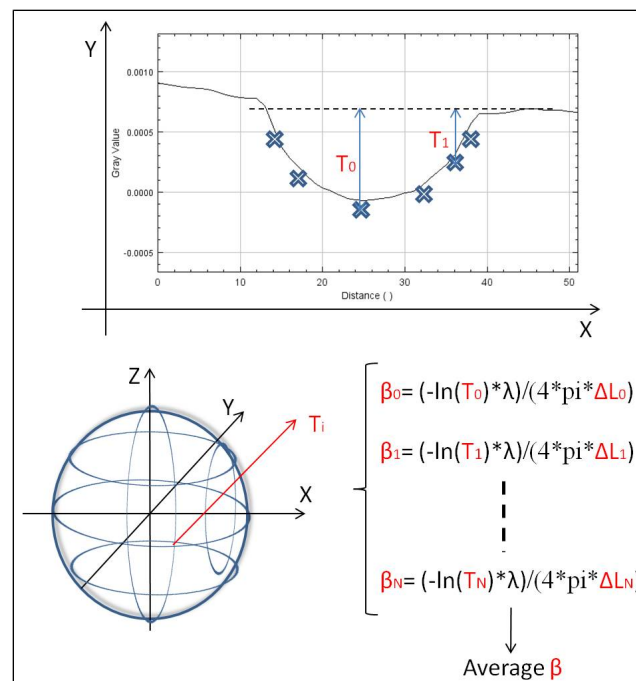 Y
0.0010
0.0005
0.0000
-0.0005
Gray Value
T0
T1
0 10 20 30 40 50
Distance ( )
X
Z
Y
Ti
X
β0= (-ln(T0)*λ)/(4*pi*ΔL0)
β1= (-ln(T1)*λ)/(4*pi*ΔL1)
βN= (-ln(TN)*λ)/(4*pi*ΔLN)
Average β